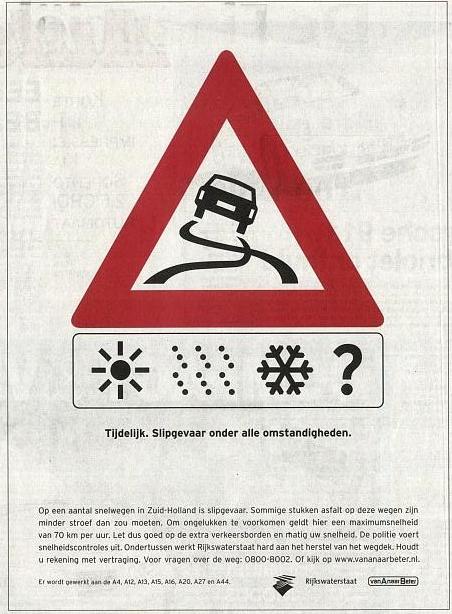 ?
Tijdelijk. Slipgevaar onder alle omstandigheden.
Op een aantal snelwegen in Zuid-Holland is slipgevaar. Sommige stukken asfalt op deze wegen zijn
minder stroef dan zou moeten. Om ongelukken te voorkomen geldt hier een maximumsnelheid
van 70 km per uur. Let dus goed op de extra verkeersborden en matig uw snelheid. De politie voert
snelheidscontroles uit. Ondertussen werkt Rijkswaterstaat hard aan het herstel van het wegdek. Houdt
u rekening met vertraging. Voor vragen over de weg: 0800-8002. Of kijk op www.vananaarbeter.nl.
Er wordt gewerkt aan de A4, A12, A13, A15, A16, A20, A27 en A44.
Rijkswaterstaat
van A naar Beter